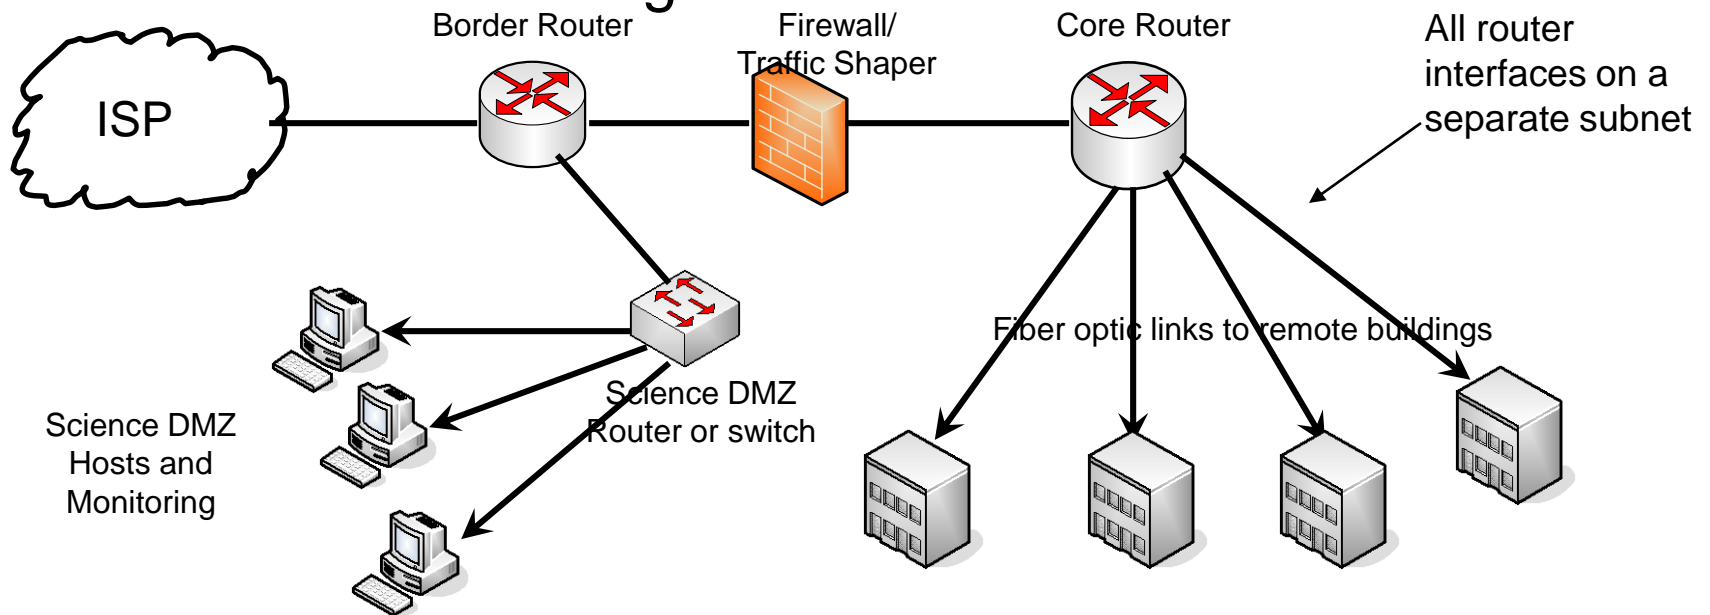 Border Router
Firewall/
Traffic Shaper
Core Router
All router
interfaces on a
separate subnet
ISP
Fiber optic links to remote buildings
Science DMZ
Router or switch
Science DMZ
Hosts and
Monitoring